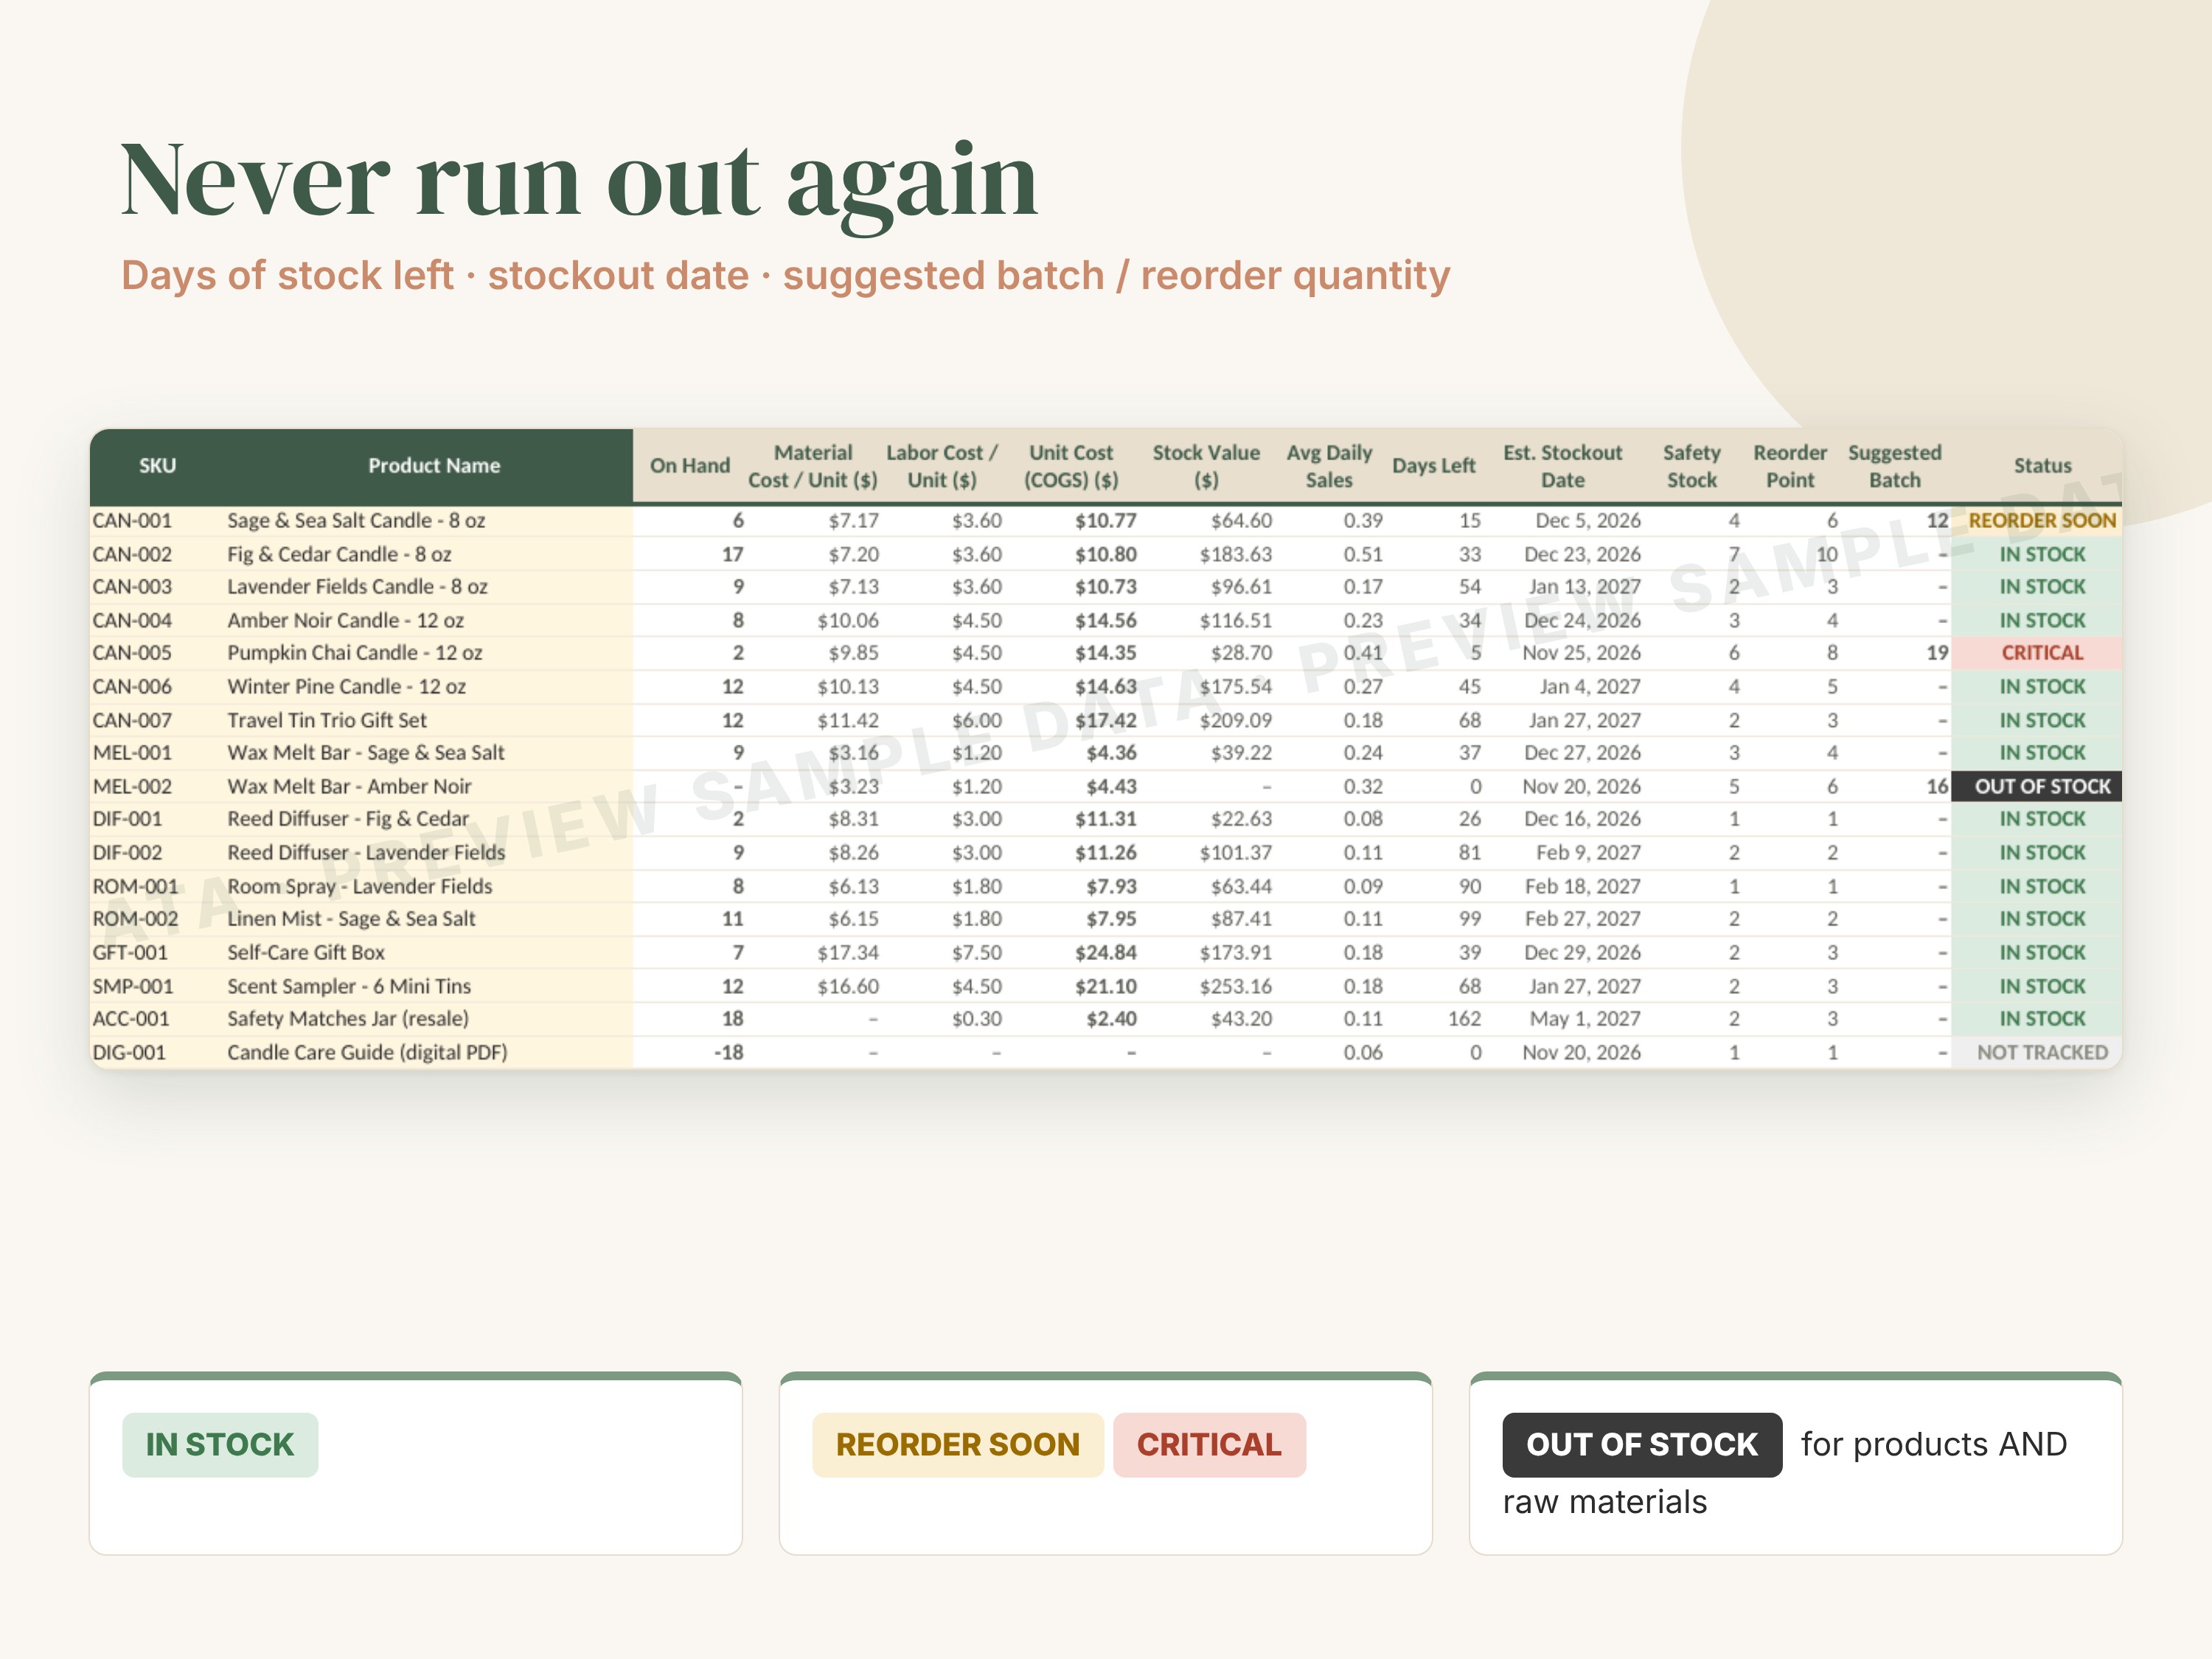 Never run out again
Days of stock left · stockout date · suggested batch / reorder quantity
SKU Product Name On Hand Material Cost / Unit ($) Labor Cost / Unit ($) Unit Cost (COGS) ($) Stock Value ($) Avg Daily Sales Days Left Est. Stockout Date Safety Stock Reorder Point Suggested Batch Status
CAN-001 Sage & Sea Salt Candle - 8 oz 6 $7.17 $3.60 $10.77 $64.60 0.39 15 Dec 5, 2026 4 6 12 REORDER SOON
CAN-002 Fig & Cedar Candle - 8 oz 17 $7.20 $3.60 $10.80 $183.63 0.51 33 Dec 23, 2026 7 10 – IN STOCK
CAN-003 Lavender Fields Candle - 8 oz 9 $7.13 $3.60 $10.73 $96.61 0.17 54 Jan 13, 2027 2 3 – IN STOCK
CAN-004 Amber Noir Candle - 12 oz 8 $10.06 $4.50 $14.56 $116.51 0.23 34 Dec 24, 2026 3 4 – IN STOCK
CAN-005 Pumpkin Chai Candle - 12 oz 2 $9.85 $4.50 $14.35 $28.70 0.41 5 Nov 25, 2026 6 8 19 CRITICAL
CAN-006 Winter Pine Candle - 12 oz 12 $10.13 $4.50 $14.63 $175.54 0.27 45 Jan 4, 2027 4 5 – IN STOCK
CAN-007 Travel Tin Trio Gift Set 12 $11.42 $6.00 $17.42 $209.09 0.18 68 Jan 27, 2027 2 3 – IN STOCK
MEL-001 Wax Melt Bar - Sage & Sea Salt 9 $3.16 $1.20 $4.36 $39.22 0.24 37 Dec 27, 2026 3 4 – IN STOCK
MEL-002 Wax Melt Bar - Amber Noir – $3.23 $1.20 $4.43 – 0.32 0 Nov 20, 2026 5 6 16 OUT OF STOCK
DIF-001 Reed Diffuser - Fig & Cedar 2 $8.31 $3.00 $11.31 $22.63 0.08 26 Dec 16, 2026 1 1 – IN STOCK
DIF-002 Reed Diffuser - Lavender Fields 9 $8.26 $3.00 $11.26 $101.37 0.11 81 Feb 9, 2027 2 2 – IN STOCK
ROM-001 Room Spray - Lavender Fields 8 $6.13 $1.80 $7.93 $63.44 0.09 90 Feb 18, 2027 1 1 – IN STOCK
ROM-002 Linen Mist - Sage & Sea Salt 11 $6.15 $1.80 $7.95 $87.41 0.11 99 Feb 27, 2027 2 2 – IN STOCK
GFT-001 Self-Care Gift Box 7 $17.34 $7.50 $24.84 $173.91 0.18 39 Dec 29, 2026 2 3 – IN STOCK
SMP-001 Scent Sampler - 6 Mini Tins 12 $16.60 $4.50 $21.10 $253.16 0.18 68 Jan 27, 2027 2 3 – IN STOCK
ACC-001 Safety Matches Jar (resale) 18 – $0.30 $2.40 $43.20 0.11 162 May 1, 2027 2 3 – IN STOCK
DIG-001 Candle Care Guide (digital PDF) -18 – – – – 0.06 0 Nov 20, 2026 1 1 – NOT TRACKED
ATA · PREVIEW SAMPLE DATA · PREVIEW SAMPLE DAT
IN STOCK
REORDER SOON CRITICAL
OUT OF STOCK for products AND
raw materials